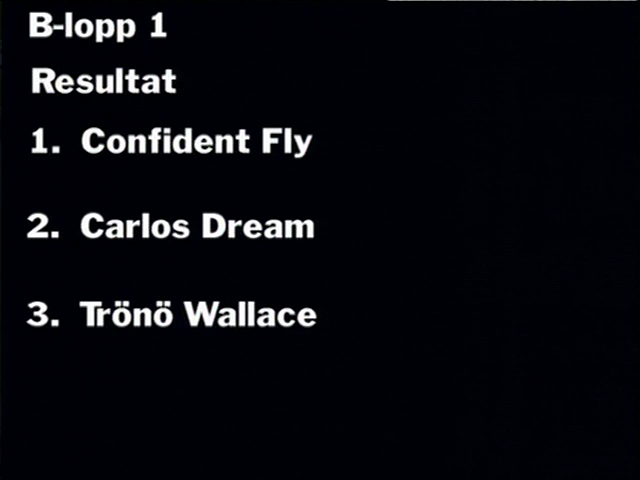 B-lopp 1
Resultat
1. Confident Fly
2. Carlos Dream
3. Trönö Wallace